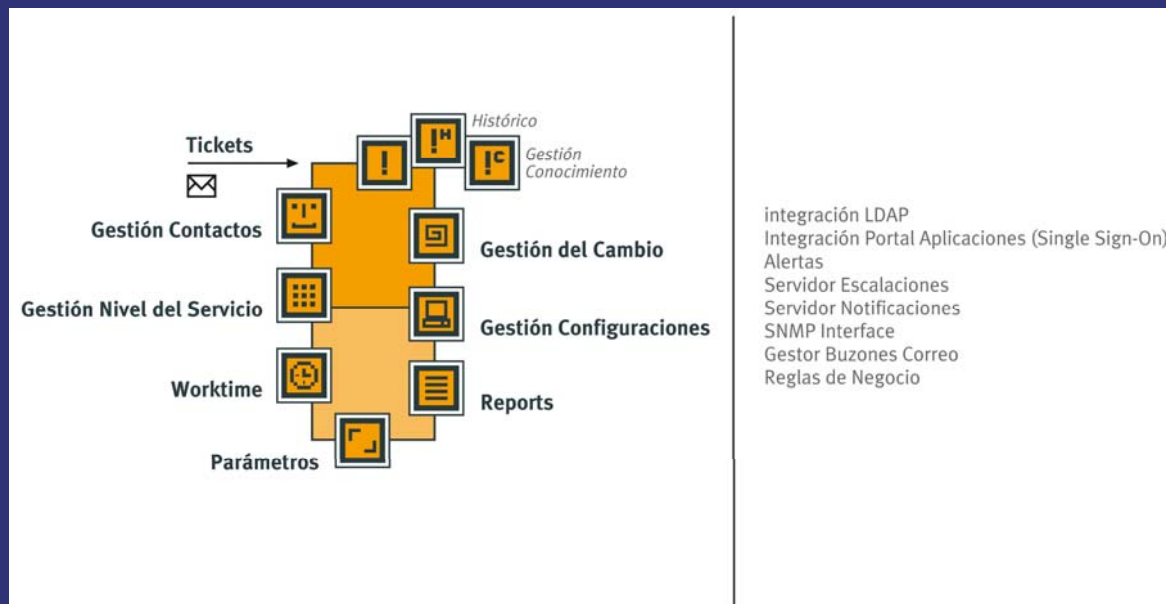 Tickets
Histórico
Gestión
Conocimiento
Gestión Contactos
Gestión del Cambio
Gestión Nivel del Servicio
Gestión Configuraciones
Worktime
Reports
Parámetros
!
!H
!C
integración LDAP
Integración Portal Aplicaciones (Single Sign-On)
Alertas
Servidor Escalaciones
Servidor Notificaciones
SNMP Interface
Gestor Buzones Correo
Reglas de Negocio